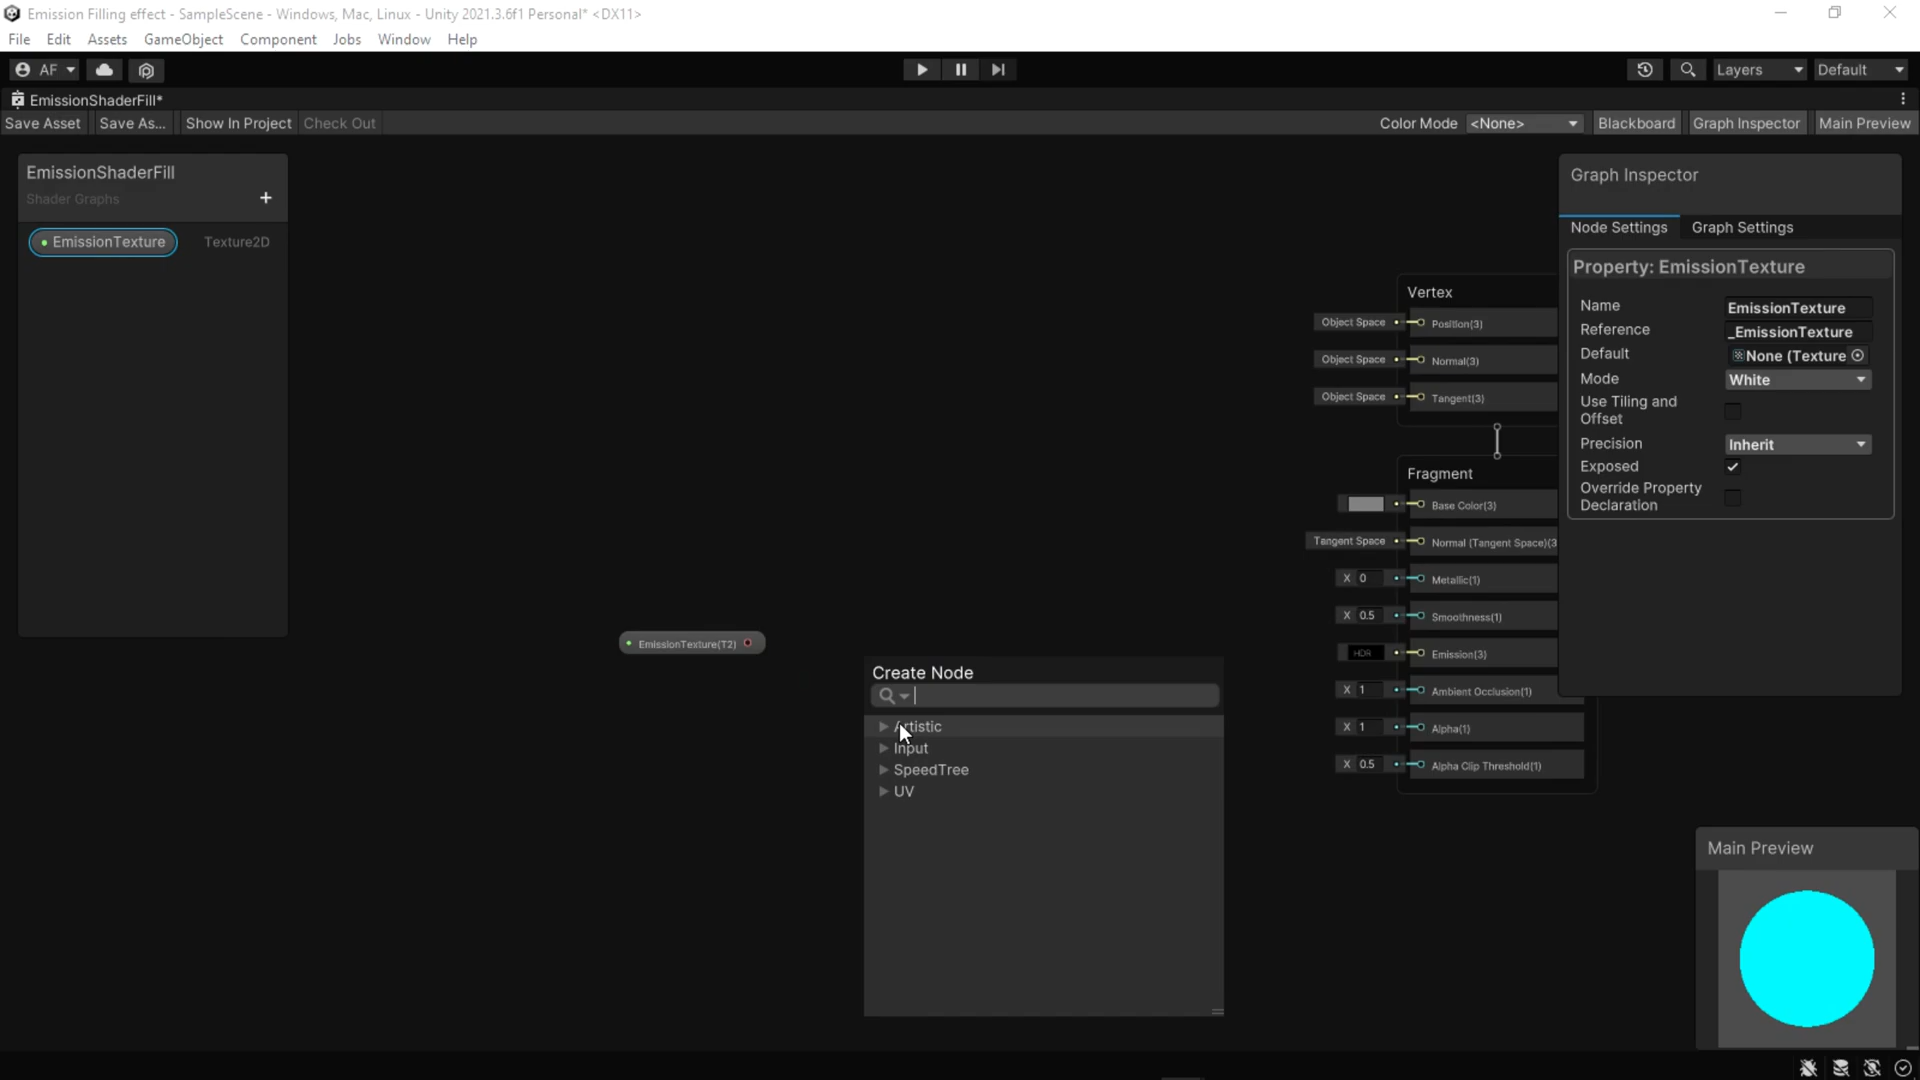 Emission Filling effect - SampleScene - Windows, Mac, Linux - Unity 2021.3.6f1 Personal* <DX11>
File Edit Assets GameObject Component Jobs Window Help
AF Layers Default
EmissionShaderFill*
Save Asset Save As... Show In Project Check Out Color Mode <None> Blackboard Graph Inspector Main Preview
EmissionShaderFill
Shader Graphs +
EmissionTexture Texture2D
EmissionTexture(T2)
Create Node
Artistic
Input
SpeedTree
UV
Vertex
Object Space Position(3)
Object Space Normal(3)
Object Space Tangent(3)
Fragment
Base Color(3)
Tangent Space Normal (Tangent Space)(3
X 0 Metallic(1)
X 0.5 Smoothness(1)
HDR Emission(3)
X 1 Ambient Occlusion(1)
X 1 Alpha(1)
X 0.5 Alpha Clip Threshold(1)
Graph Inspector
Node Settings Graph Settings
Property: EmissionTexture
Name EmissionTexture
Reference _EmissionTexture
Default None (Texture
Mode White
Use Tiling and
Offset
Precision Inherit
Exposed
Override Property
Declaration
Main Preview